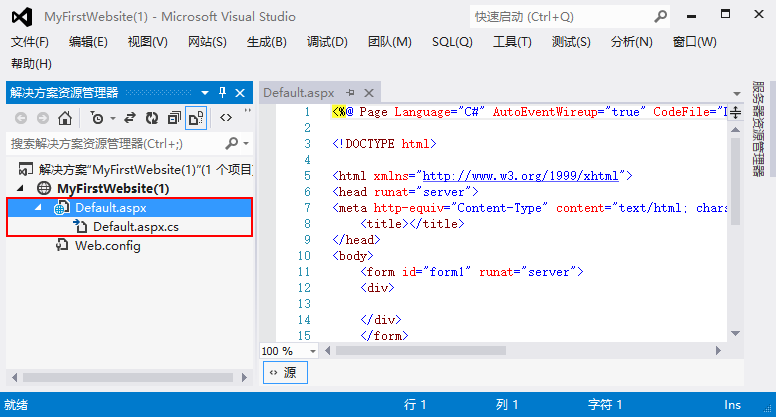 MyFirstWebsite(1) - Microsoft Visual Studio
快速启动 (Ctrl+Q)
文件(F) 编辑(E) 视图(V) 网站(S) 生成(B) 调试(D) 团队(M) SQL(Q) 工具(T) 测试(S) 分析(N) 窗口(W)
帮助(H)
解决方案资源管理器
搜索解决方案资源管理器(Ctrl+;)
解决方案"MyFirstWebsite(1)"(1 个项目)
MyFirstWebsite(1)
Default.aspx
Default.aspx.cs
Web.config
Default.aspx
1 <%@ Page Language="C#" AutoEventWireup="true" CodeFile="
2
3 <!DOCTYPE html>
4
5 <html xmlns="http://www.w3.org/1999/xhtml">
6 <head runat="server">
7 <meta http-equiv="Content-Type" content="text/html; chars
8 <title></title>
9 </head>
10 <body>
11 <form id="form1" runat="server">
12 <div>
13
14 </div>
15 </form>
100 %
源
服务器资源管理器
就绪 行 1 列 1 字符 1 Ins